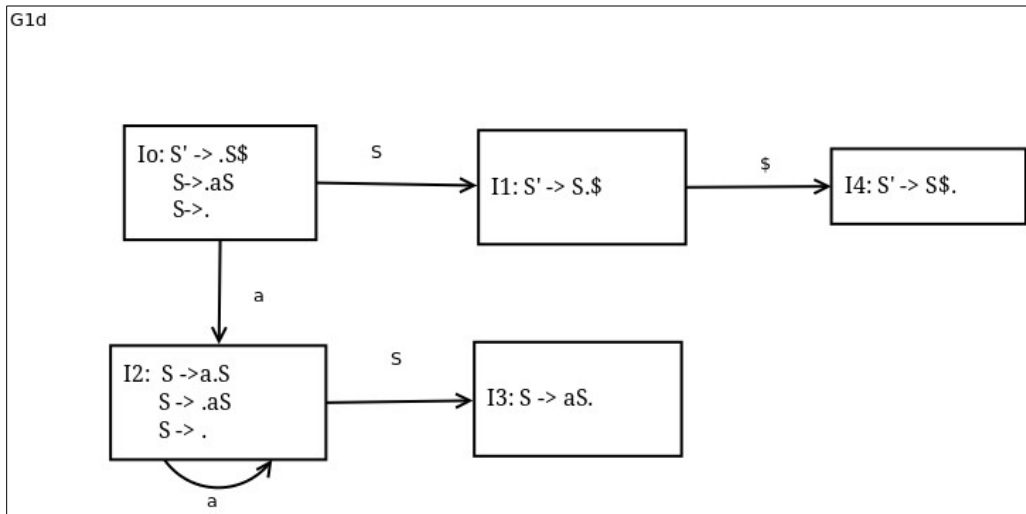 G1d
Io: S' -> .S$
S->.aS
S->.
S
I1: S' -> S.$
$
I4: S' -> S$.
a
I2:  S ->a.S
S -> .aS
S -> .
S
I3: S -> aS.
a